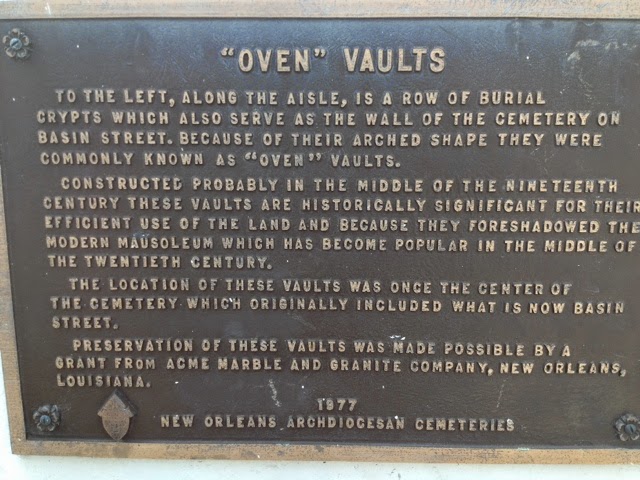 "OVEN" VAULTS
TO THE LEFT, ALONG THE AISLE, IS A ROW OF BURIAL
CRYPTS WHICH ALSO SERVE AS THE WALL OF THE CEMETERY ON
BASIN STREET. BECAUSE OF THEIR ARCHED SHAPE THEY WERE
COMMONLY KNOWN AS "OVEN" VAULTS.
CONSTRUCTED PROBABLY IN THE MIDDLE OF THE NINETEENTH
CENTURY THESE VAULTS ARE HISTORICALLY SIGNIFICANT FOR THEIR
EFFICIENT USE OF THE LAND AND BECAUSE THEY FORESHADOWED THE
MODERN MAUSOLEUM WHICH HAS BECOME POPULAR IN THE MIDDLE OF
THE TWENTIETH CENTURY.
THE LOCATION OF THESE VAULTS WAS ONCE THE CENTER OF
THE CEMETERY WHICH ORIGINALLY INCLUDED WHAT IS NOW BASIN
STREET.
PRESERVATION OF THESE VAULTS WAS MADE POSSIBLE BY A
GRANT FROM ACME MARBLE AND GRANITE COMPANY, NEW ORLEANS,
LOUISIANA.
1977
NEW ORLEANS ARCHDIOCESAN CEMETERIES